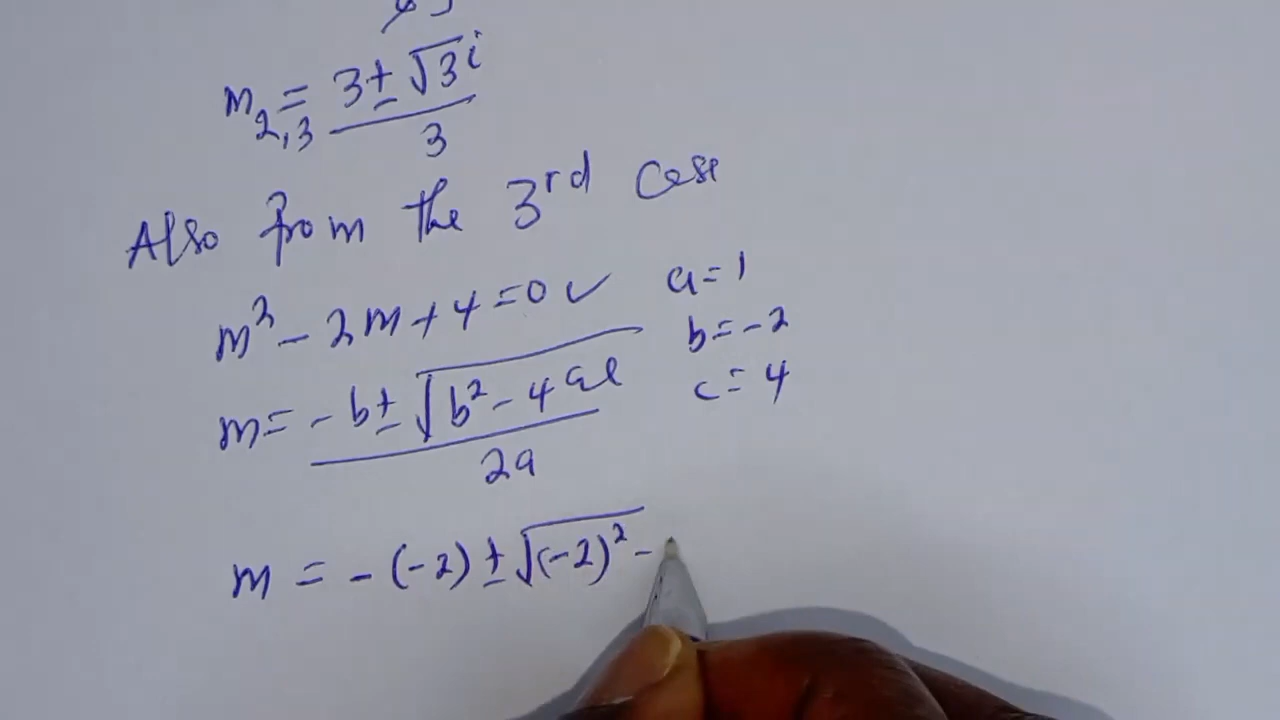 m2,3 = 3 ± √3i / 3
Also from the 3rd case
m² - 2m + 4 = 0 ✓
a = 1
b = -2
c = 4
m = -b ± √b² - 4ac / 2a
m = -(-2) ± √(-2)² -